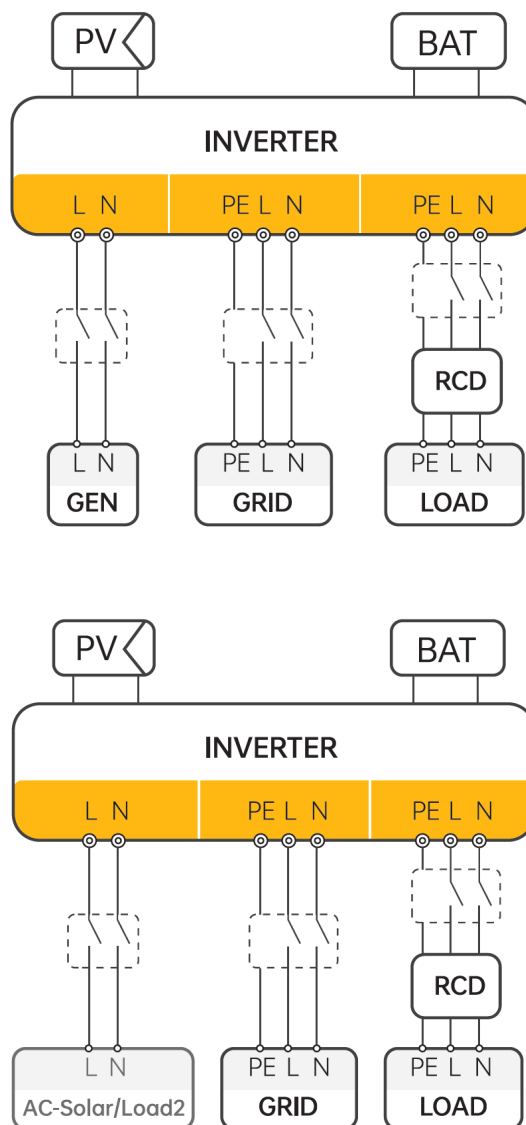 PV BAT
INVERTER
L N PE L N PE L N
RCD
L N PE L N PE L N
GEN GRID LOAD
PV BAT
INVERTER
L N PE L N PE L N
RCD
L N PE L N PE L N
AC-Solar/Load2 GRID LOAD